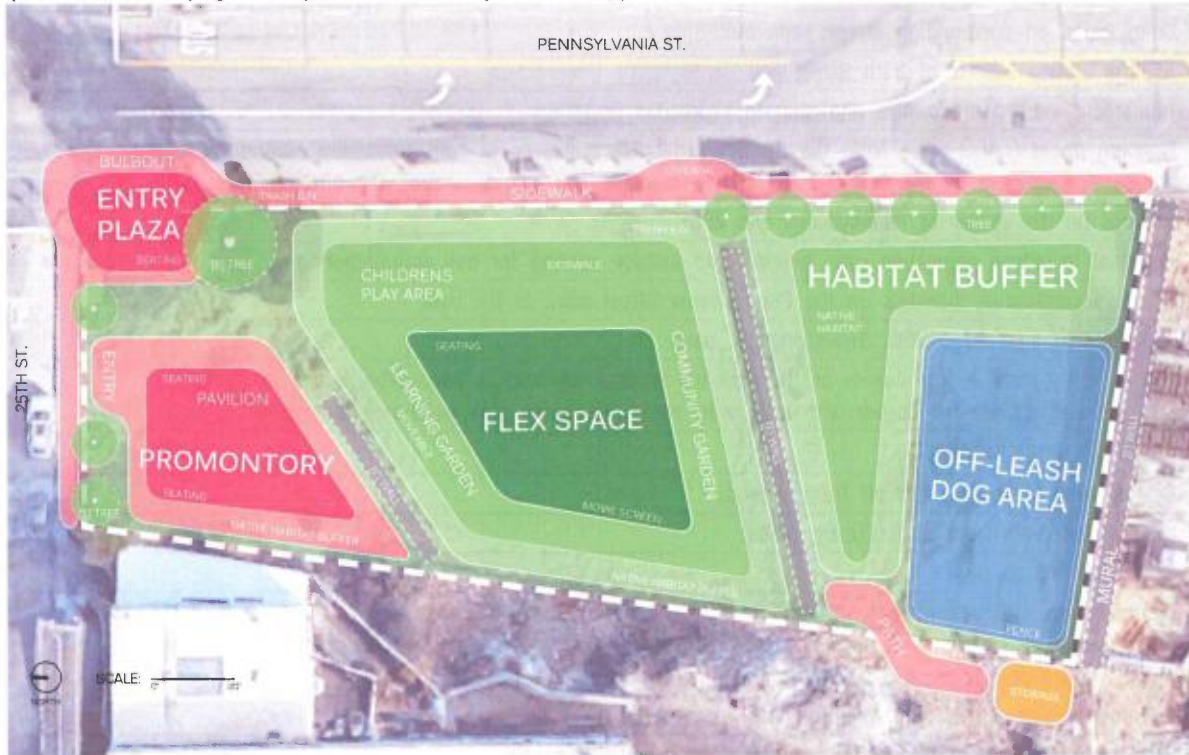 PENNSYLVANIA ST.
BULBOUT
ENTRY
PLAZA
SEATING
SIDEWALK
TREE
CHILDRENS
PLAY AREA
SIDEWALK
HABITAT BUFFER
NATIVE
HABITAT
25TH ST.
ENTRY
SEATING
PAVILION
PROMONTORY
SEATING
NATIVE HABITAT BUFFER
LEARNING GARDEN
SEATING
FLEX SPACE
MOVIE SCREEN
COMMUNITY GARDEN
NATIVE HABITAT BUFFER
OFF-LEASH
DOG AREA
FENCE
MURAL
PATH
STORAGE
NORTH
SCALE: